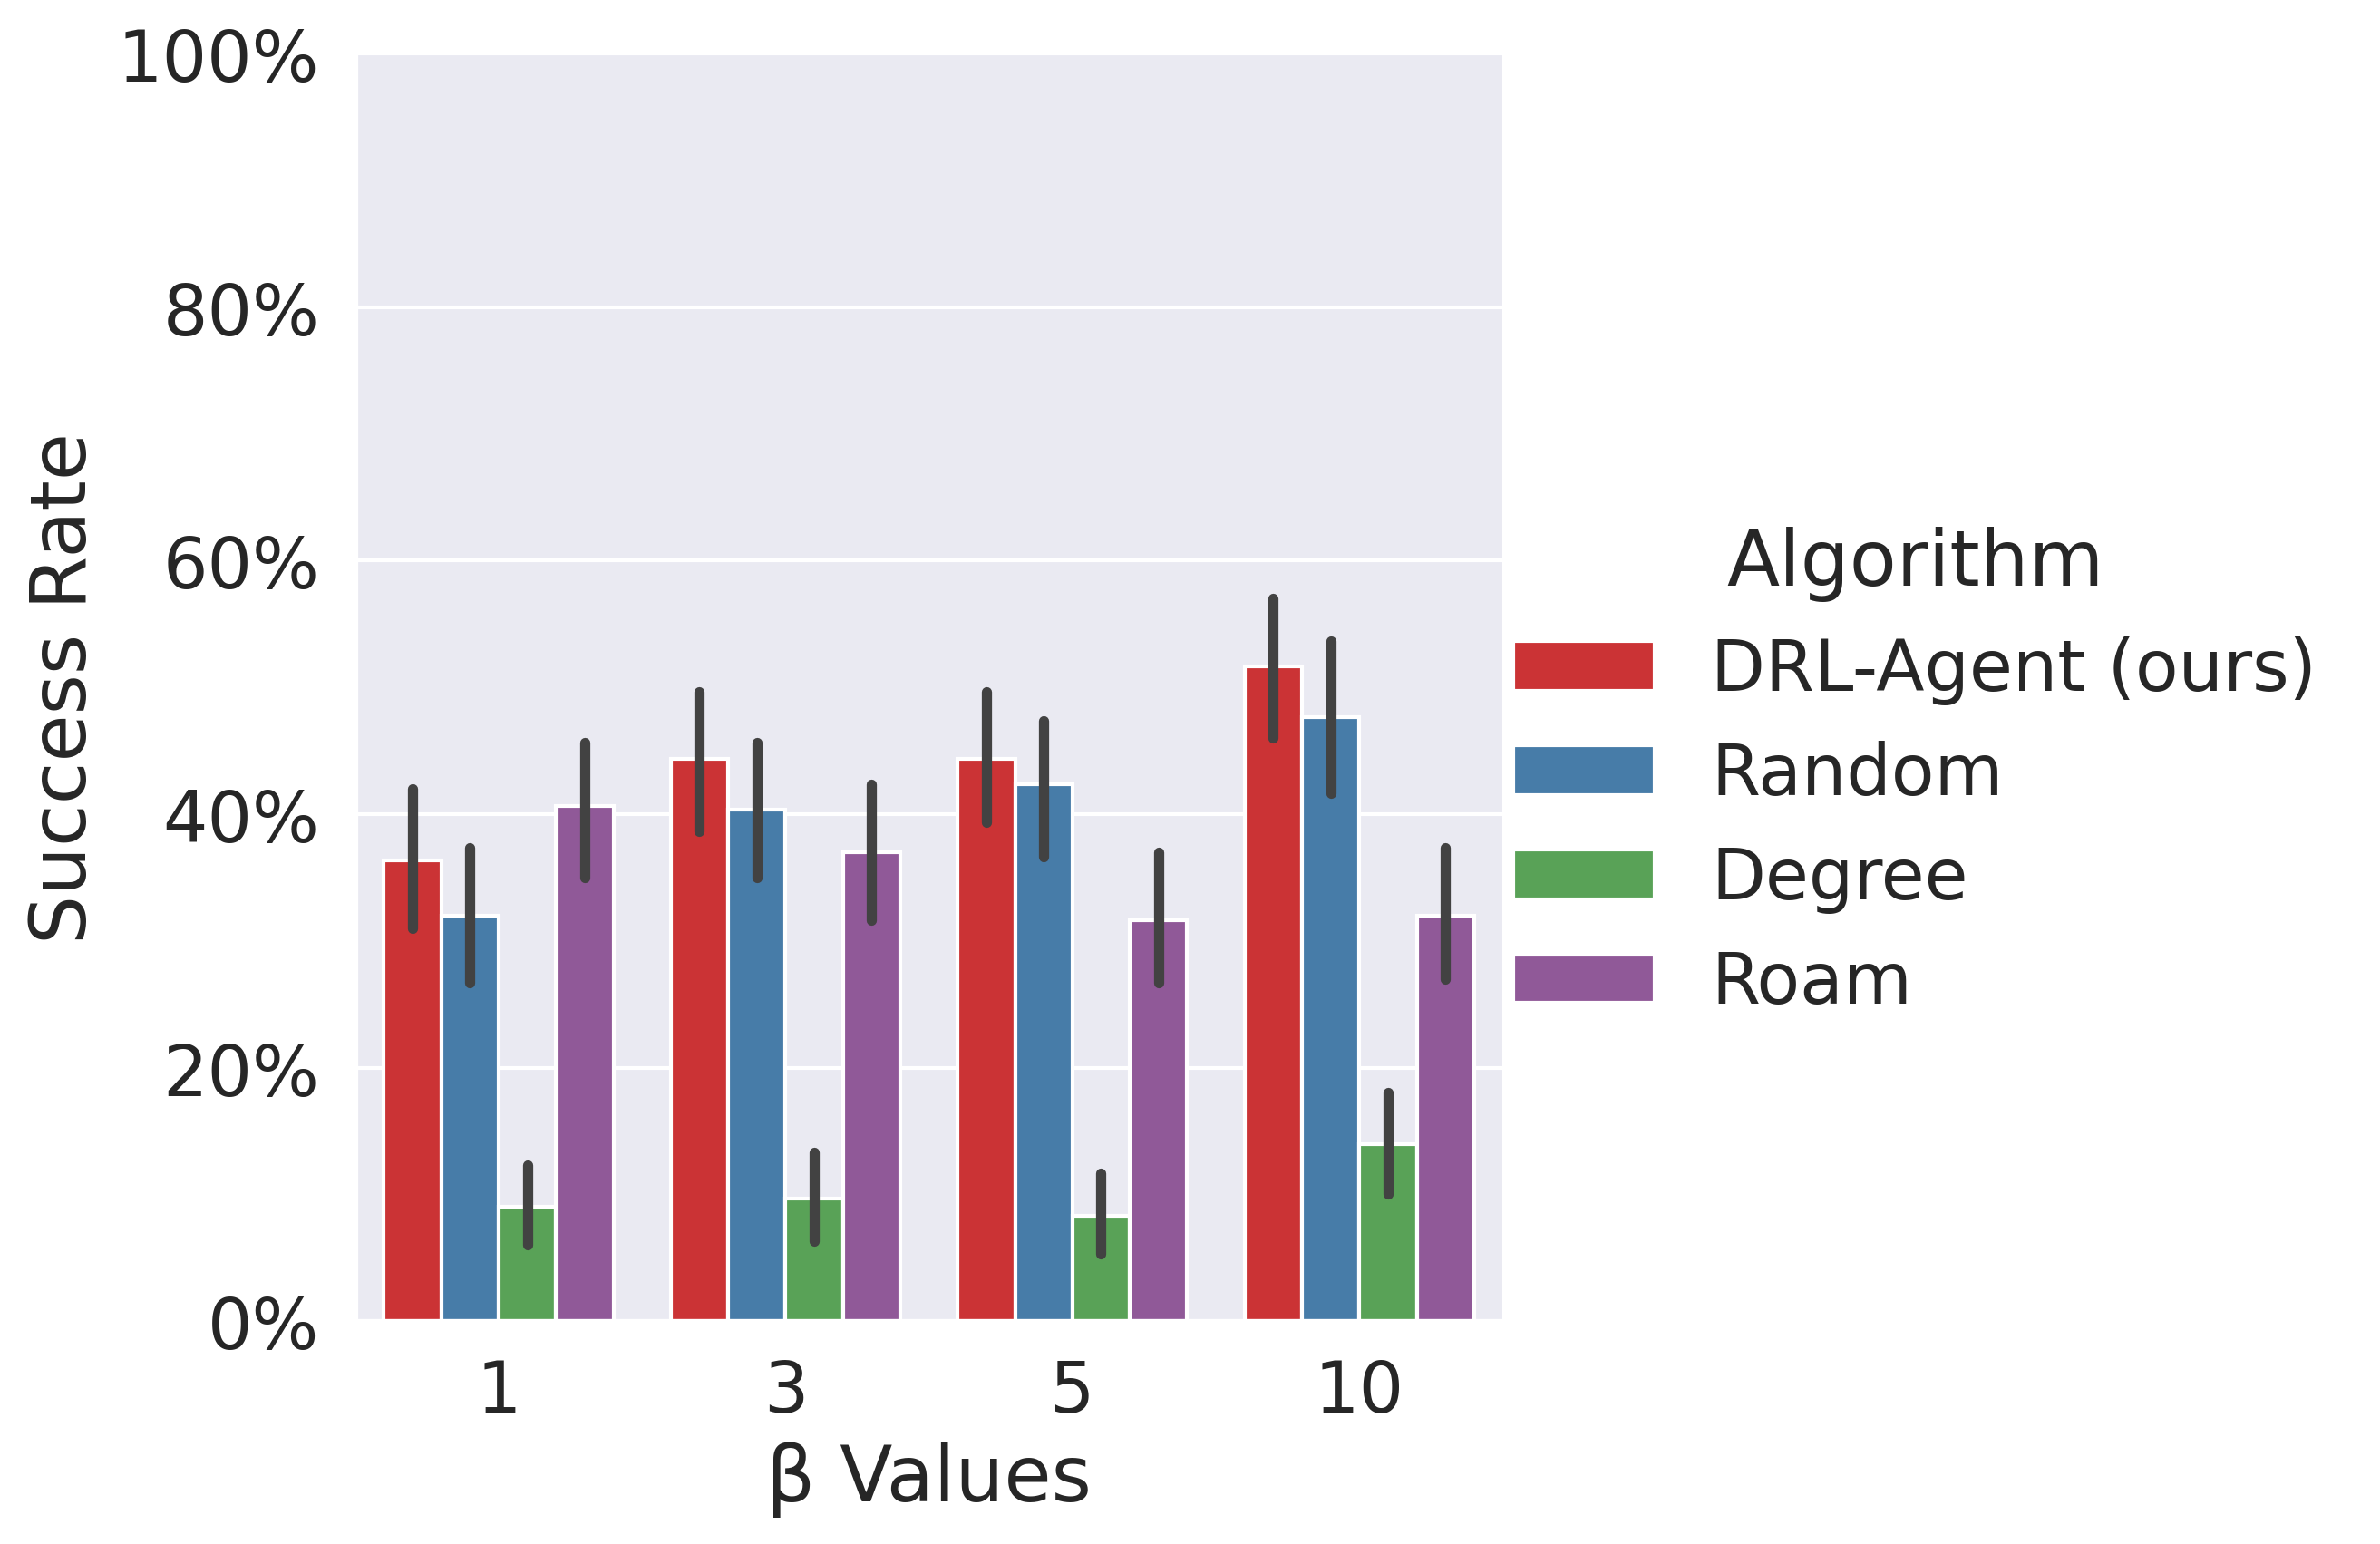 100%
80%
60%
40%
20%
0%
Success Rate
1 3 5 10
β Values
Algorithm
DRL-Agent (ours)
Random
Degree
Roam